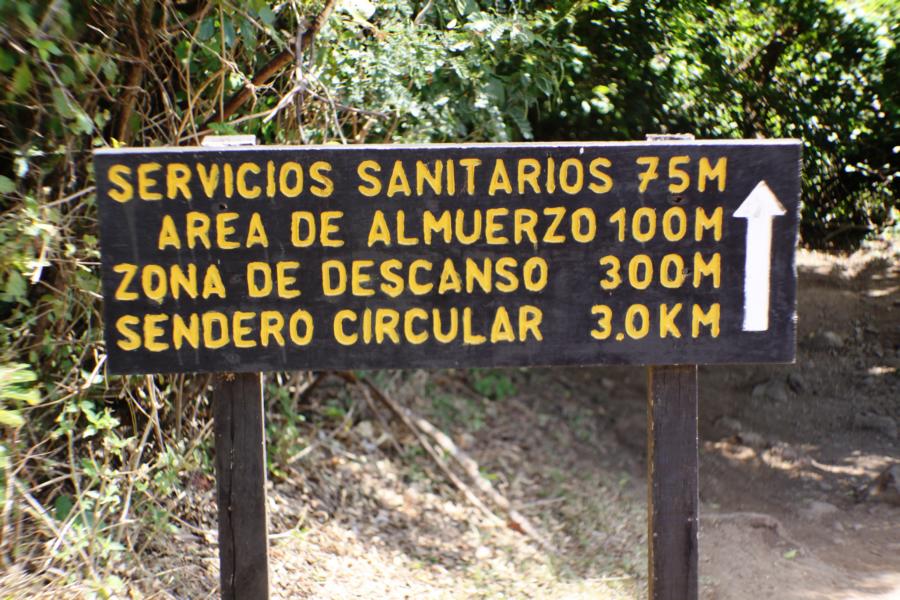 SERVICIOS SANITARIOS 75M
AREA DE ALMUERZO 100M
ZONA DE DESCANSO 300M
SENDERO CIRCULAR 3.0KM